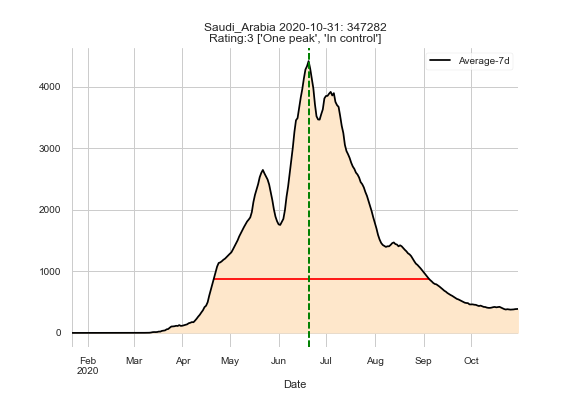 Saudi_Arabia 2020-10-31: 347282
Rating:3 ['One peak', 'In control']
Average-7d
4000
3000
2000
1000
0
Feb Mar Apr May Jun Jul Aug Sep Oct
2020
Date